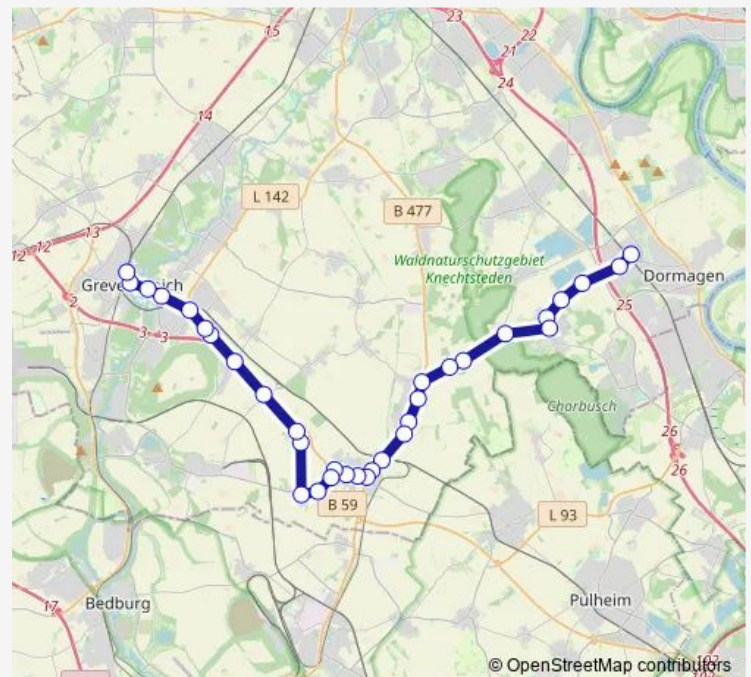 23
15
22
21
24
14
L 142
B 477
13
12
12
Waldnaturschutzgebiet
Knechtsteden
Dormagen
2
25
3
3
Chorbusch
26
26
B 59
L 93
17
Bedburg
Pulheim
© OpenStreetMap contributors